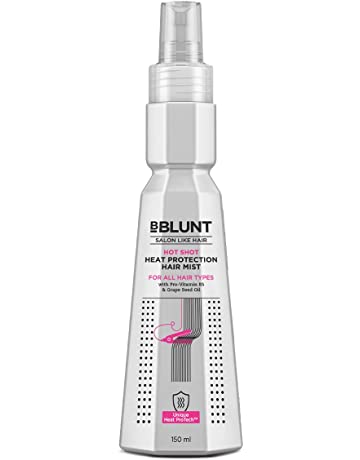 BBLUNT
SALON LIKE HAIR
HOT SHOT
HEAT PROTECTION
HAIR MIST
FOR ALL HAIR TYPES
with Pro-Vitamin B5
& Grape Seed Oil
Unique
Heat ProTech™
150 ml